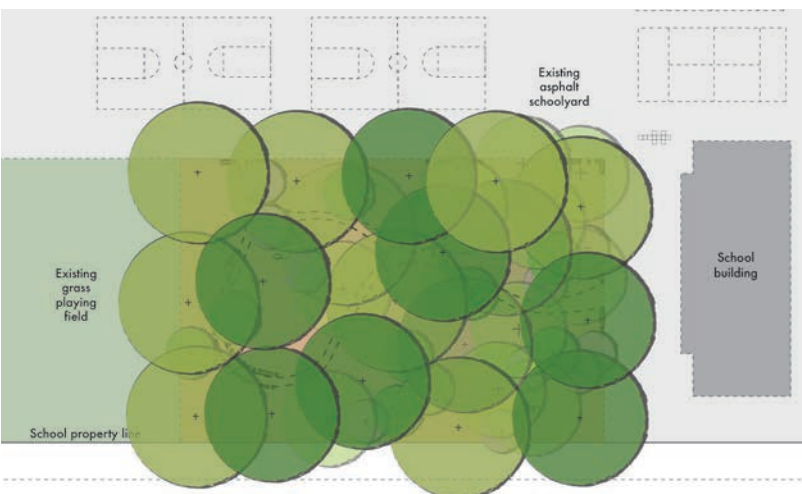 Existing
asphalt
schoolyard
Existing
grass
playing
field
School
building
School property line